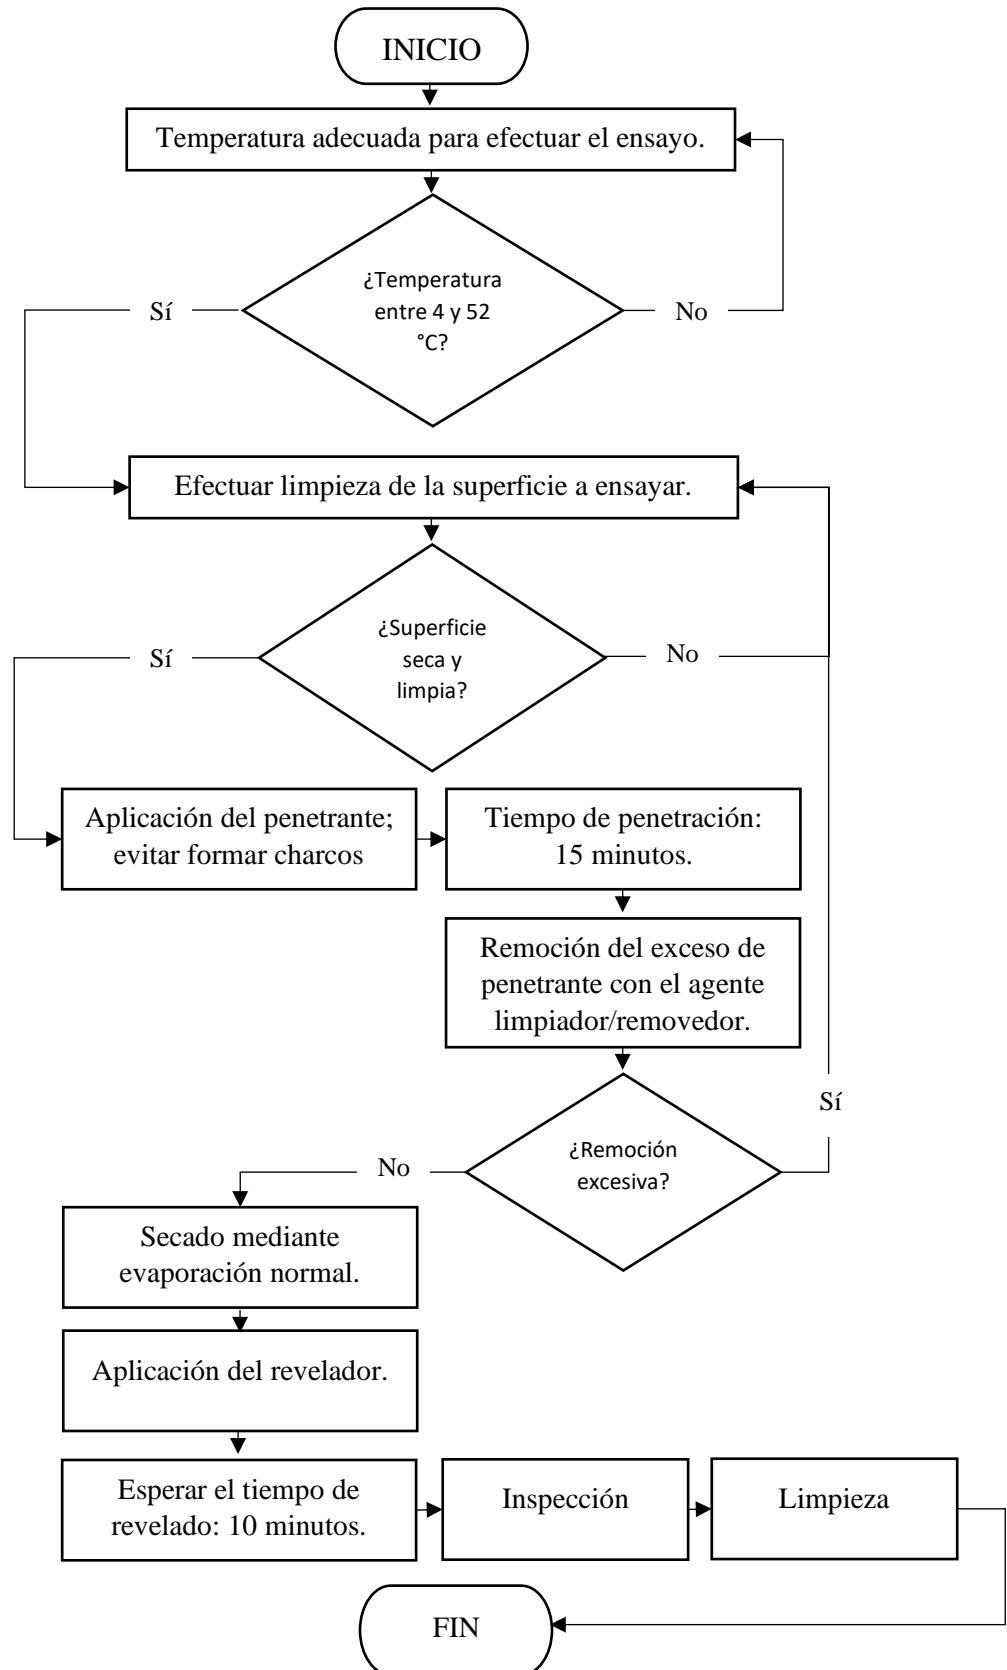 INICIO
Temperatura adecuada para efectuar el ensayo.
¿Temperatura
entre 4 y 52
°C?
Sí
No
Efectuar limpieza de la superficie a ensayar.
¿Superficie
seca y
limpia?
Sí
No
Aplicación del penetrante;
evitar formar charcos
Tiempo de penetración:
15 minutos.
Remoción del exceso de
penetrante con el agente
limpiador/removedor.
¿Remoción
excesiva?
Sí
No
Secado mediante
evaporación normal.
Aplicación del revelador.
Esperar el tiempo de
revelado: 10 minutos.
Inspección
Limpieza
FIN